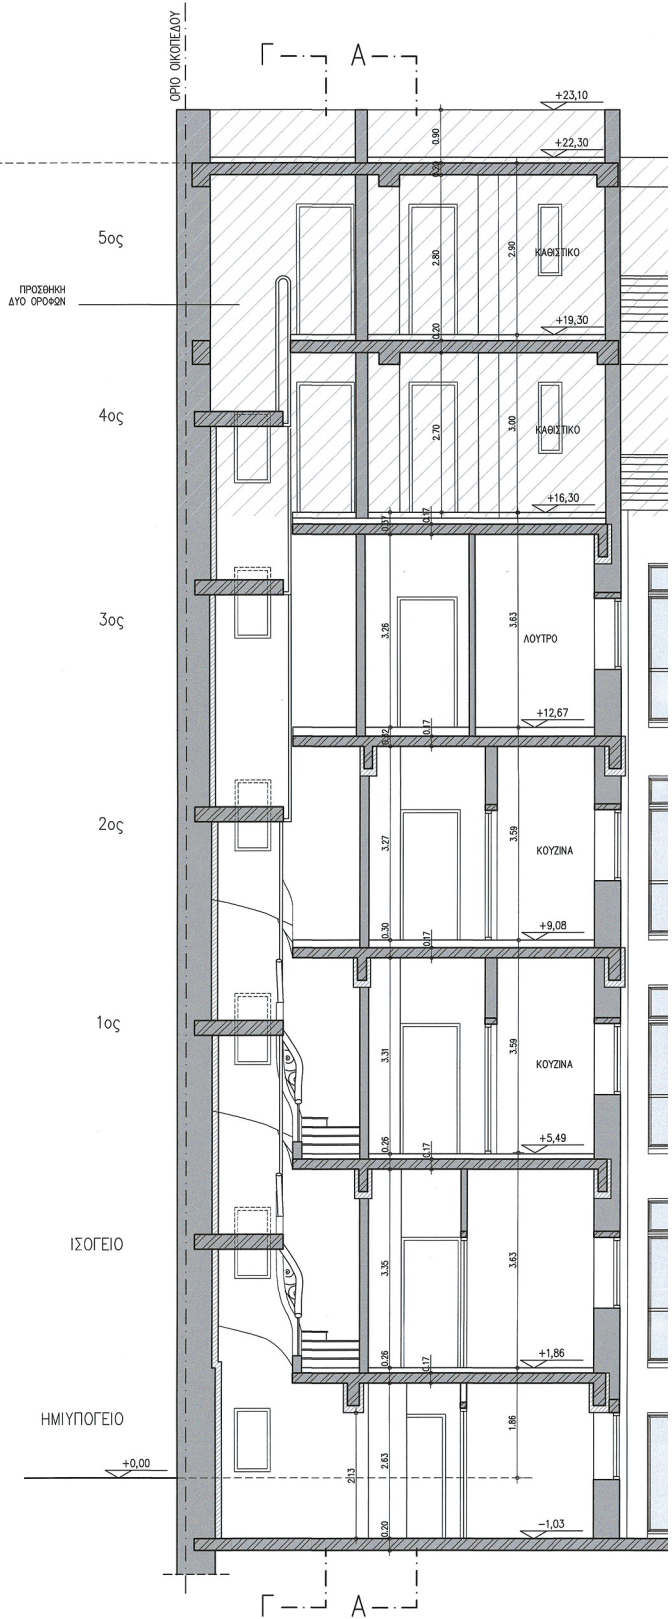 ΟΡΙΟ ΟΙΚΟΠΕΔΟΥ
Γ A
+23,10
0.90
+22,30
5ος
2.80
2.90
ΚΑΘΙΣΤΙΚΟ
ΠΡΟΣΘΗΚΗ
ΔΥΟ ΟΡΟΦΩΝ
+19,30
0.20
4ος
2.70
3.00
ΚΑΘΙΣΤΙΚΟ
+16,30
0.37
0.17
3ος
3.26
3.63
ΛΟΥΤΡΟ
+12,67
0.32
0.17
2ος
3.27
3.59
ΚΟΥΖΙΝΑ
+9,08
0.30
0.17
1ος
3.31
3.59
ΚΟΥΖΙΝΑ
+5,49
0.26
0.17
ΙΣΟΓΕΙΟ
3.35
3.63
+1,86
0.26
0.17
ΗΜΙΥΠΟΓΕΙΟ
1.86
+0,00
2.13
2.63
-1,03
0.20
Γ A